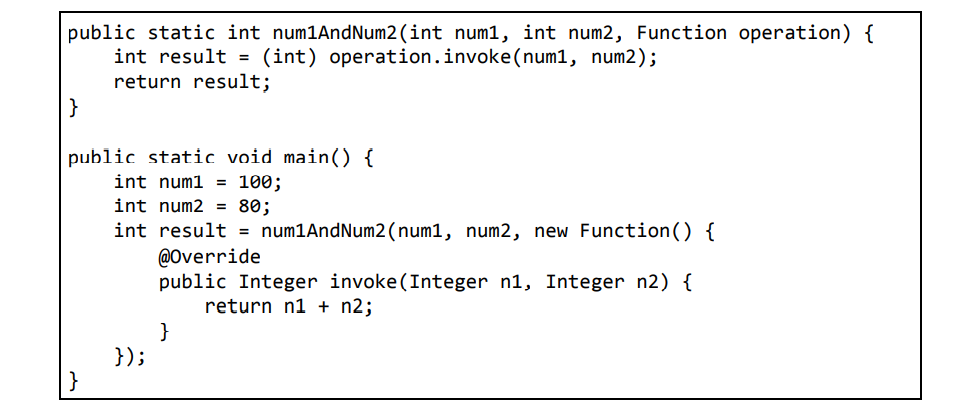 public static int num1AndNum2(int num1, int num2, Function operation) {
    int result = (int) operation.invoke(num1, num2);
    return result;
}

public static void main() {
    int num1 = 100;
    int num2 = 80;
    int result = num1AndNum2(num1, num2, new Function() {
        @Override
        public Integer invoke(Integer n1, Integer n2) {
            return n1 + n2;
        }
    });
}